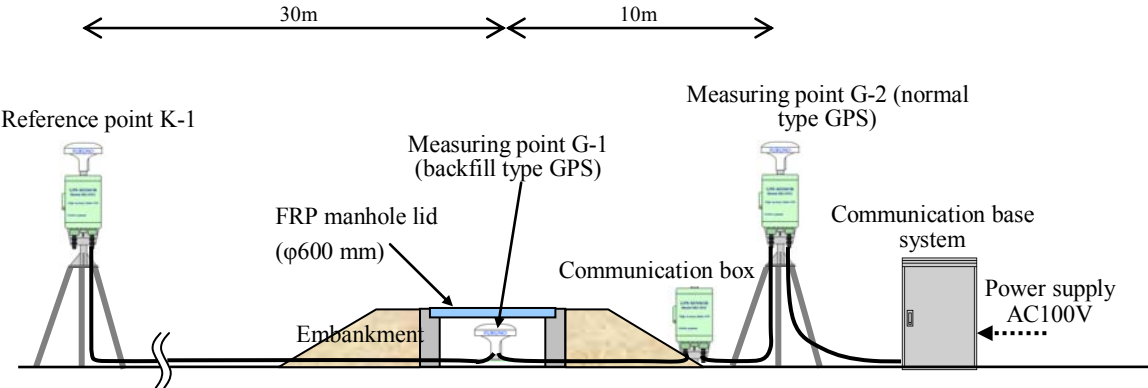 30m
10m
Reference point K-1
Measuring point G-2 (normal
type GPS)
Measuring point G-1
(backfill type GPS)
FRP manhole lid
(φ600 mm)
Communication base
system
Communication box
Power supply
AC100V
Embankment